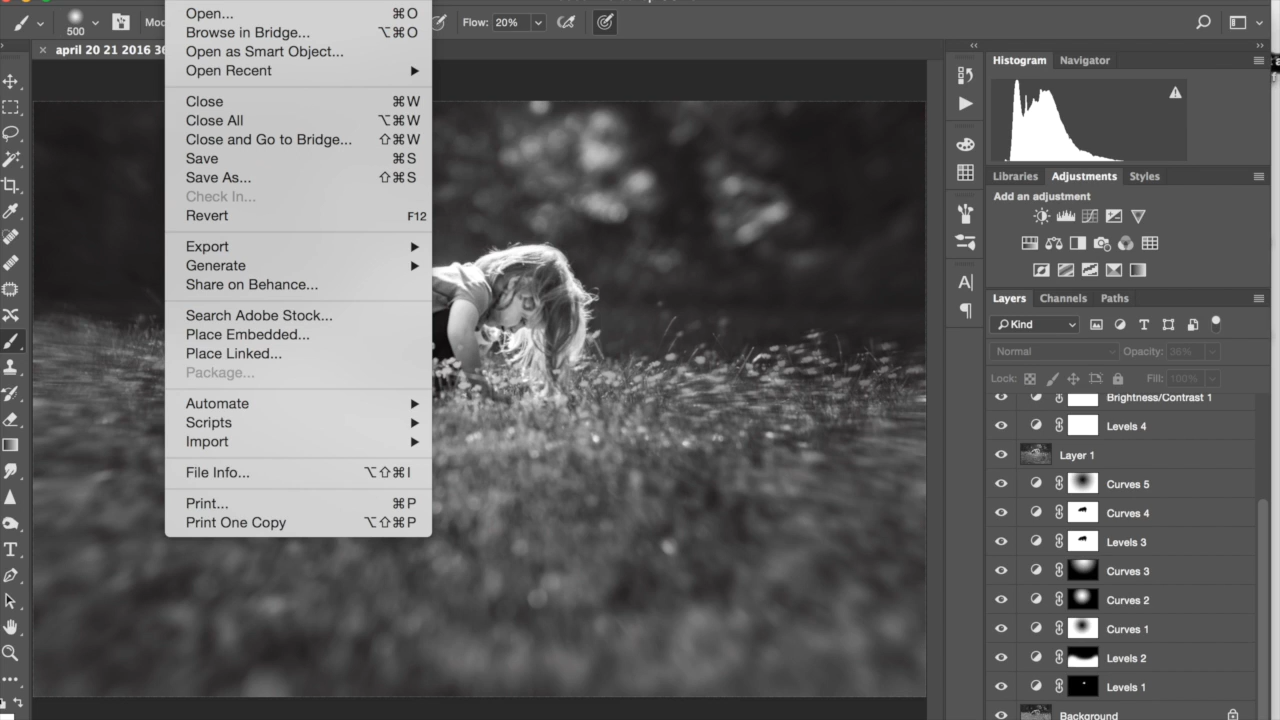 500
Mod
Flow: 20%
april 20 21 2016 36
Open... ⌘O
Browse in Bridge... ⌥⌘O
Open as Smart Object...
Open Recent
Close ⌘W
Close All ⌥⌘W
Close and Go to Bridge... ⇧⌘W
Save ⌘S
Save As... ⇧⌘S
Check In...
Revert F12
Export
Generate
Share on Behance...
Search Adobe Stock...
Place Embedded...
Place Linked...
Package...
Automate
Scripts
Import
File Info... ⌥⇧⌘I
Print... ⌘P
Print One Copy ⌥⇧⌘P
Histogram Navigator
Libraries Adjustments Styles
Add an adjustment
Layers Channels Paths
Kind
Normal Opacity: 36%
Lock: Fill: 100%
Brightness/Contrast 1
Levels 4
Layer 1
Curves 5
Curves 4
Levels 3
Curves 3
Curves 2
Curves 1
Levels 2
Levels 1
Background